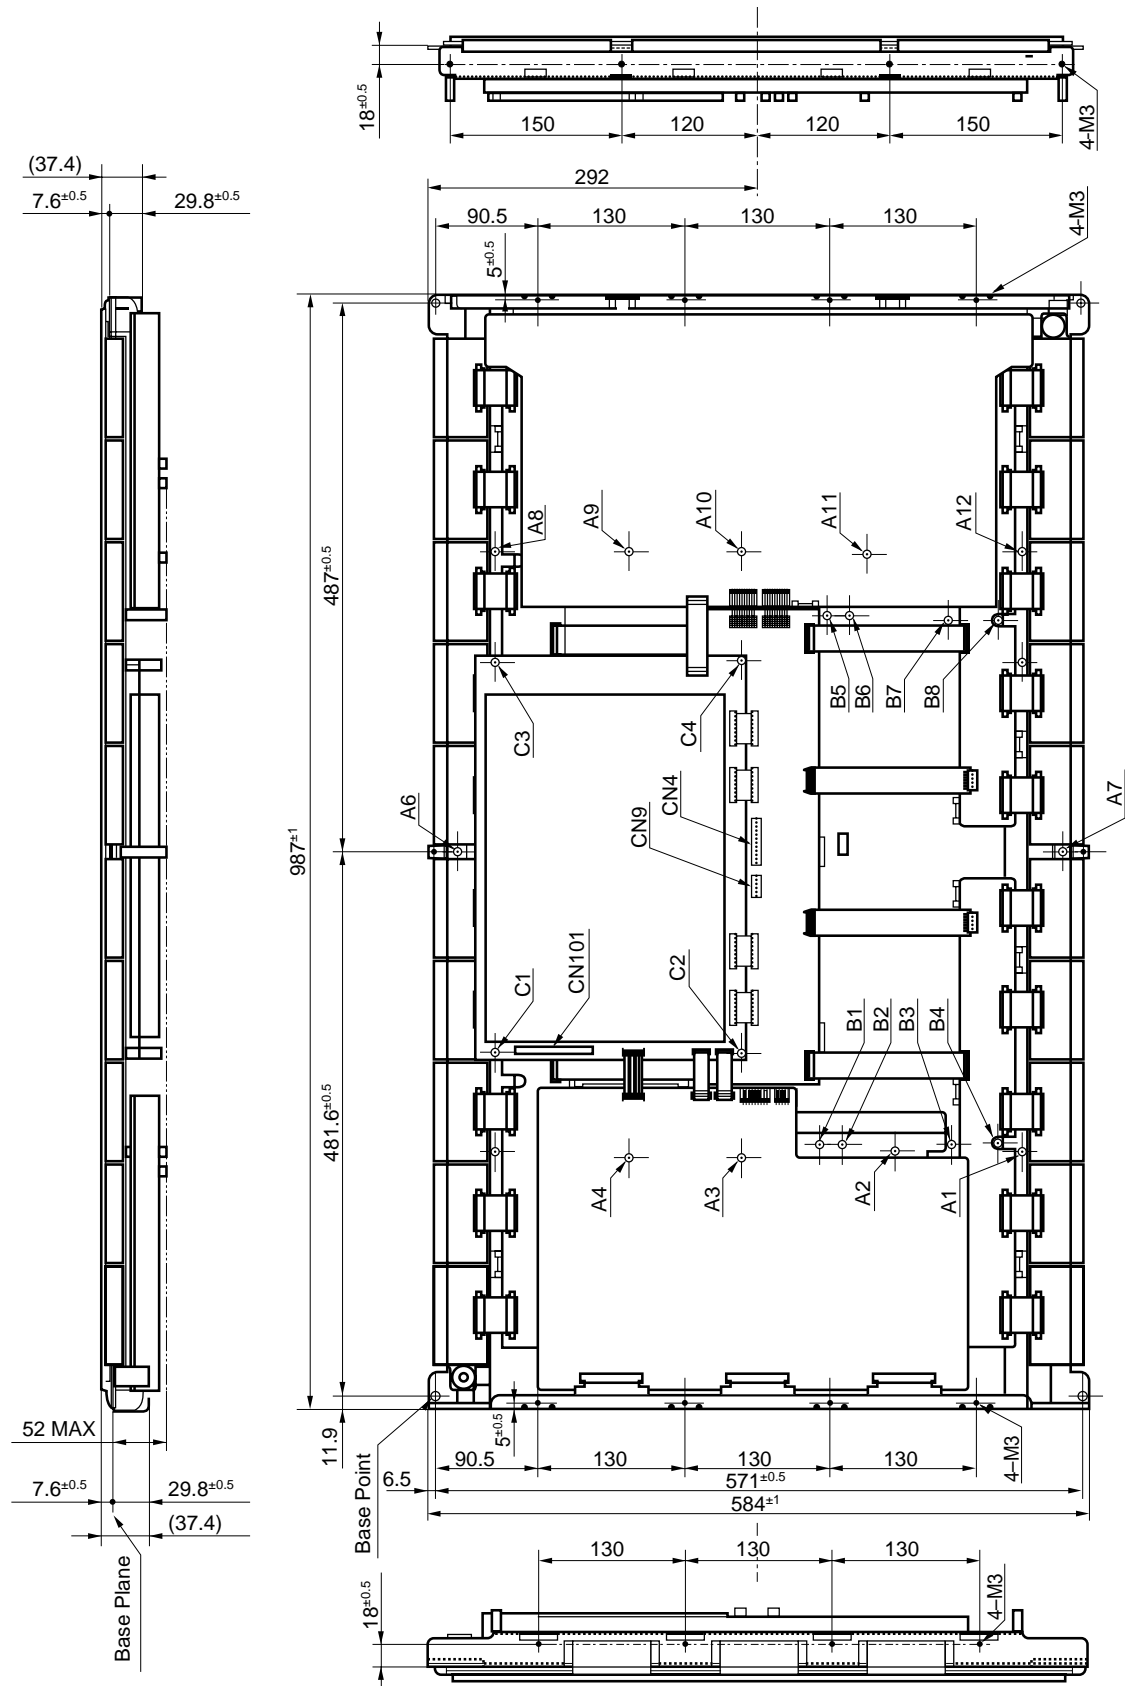 18±0.5
150
120
120
150
4-M3
292
(37.4)
7.6±0.5
29.8±0.5
90.5
130
130
130
4-M3
5±0.5
A8
A9
A10
A11
A12
487±0.5
B5
B6
B7
B8
C3
C4
CN4
CN9
A6
A7
987±1
C1
CN101
C2
B1
B2
B3
B4
481.6±0.5
A4
A3
A2
A1
52 MAX
11.9
5±0.5
90.5
130
130
130
4–M3
7.6±0.5
29.8±0.5
(37.4)
6.5
571±0.5
584±1
Base Point
Base Plane
130
130
130
18±0.5
4–M3